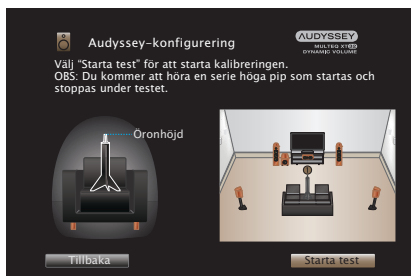 Audyssey-konfigurering
AUDYSSEY
MULTEQ XT32
DYNAMIC VOLUME
Välj “Starta test” för att starta kalibreringen.
OBS: Du kommer att höra en serie höga pip som startas och
stoppas under testet.
Öronhöjd
Tillbaka
Starta test